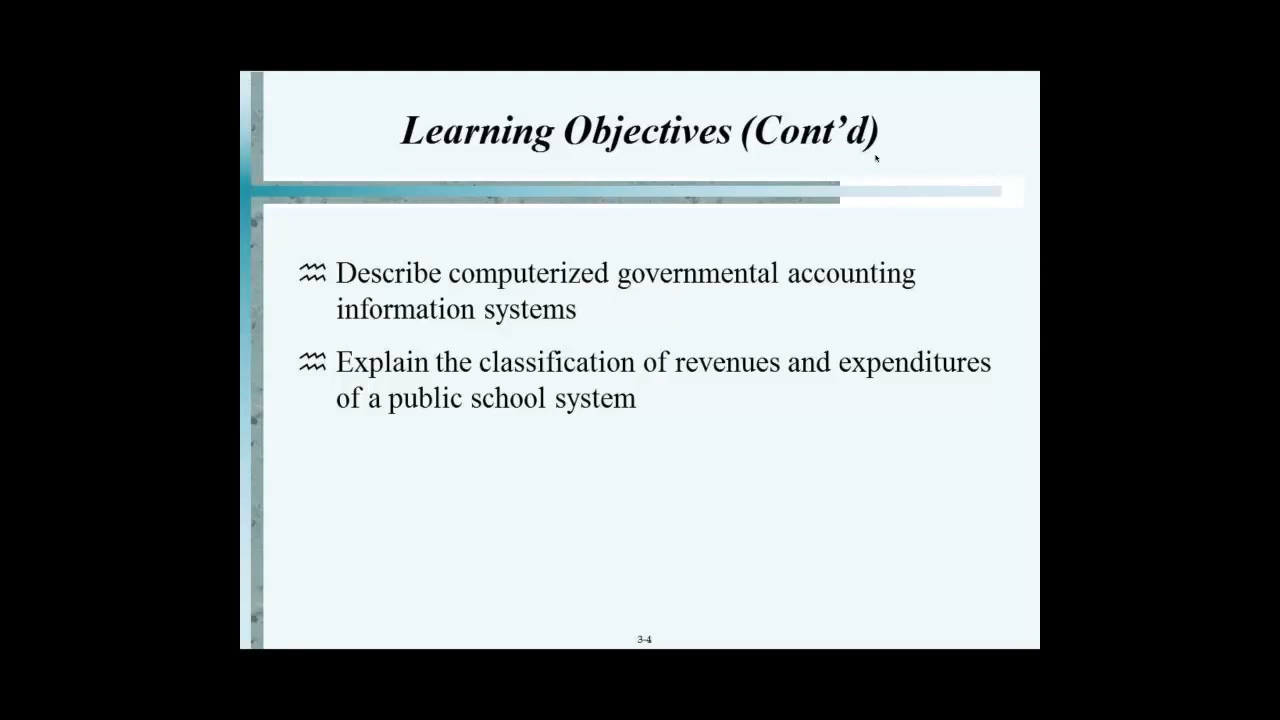 Learning Objectives (Cont’d)
Describe computerized governmental accounting
information systems
Explain the classification of revenues and expenditures
of a public school system
3-4